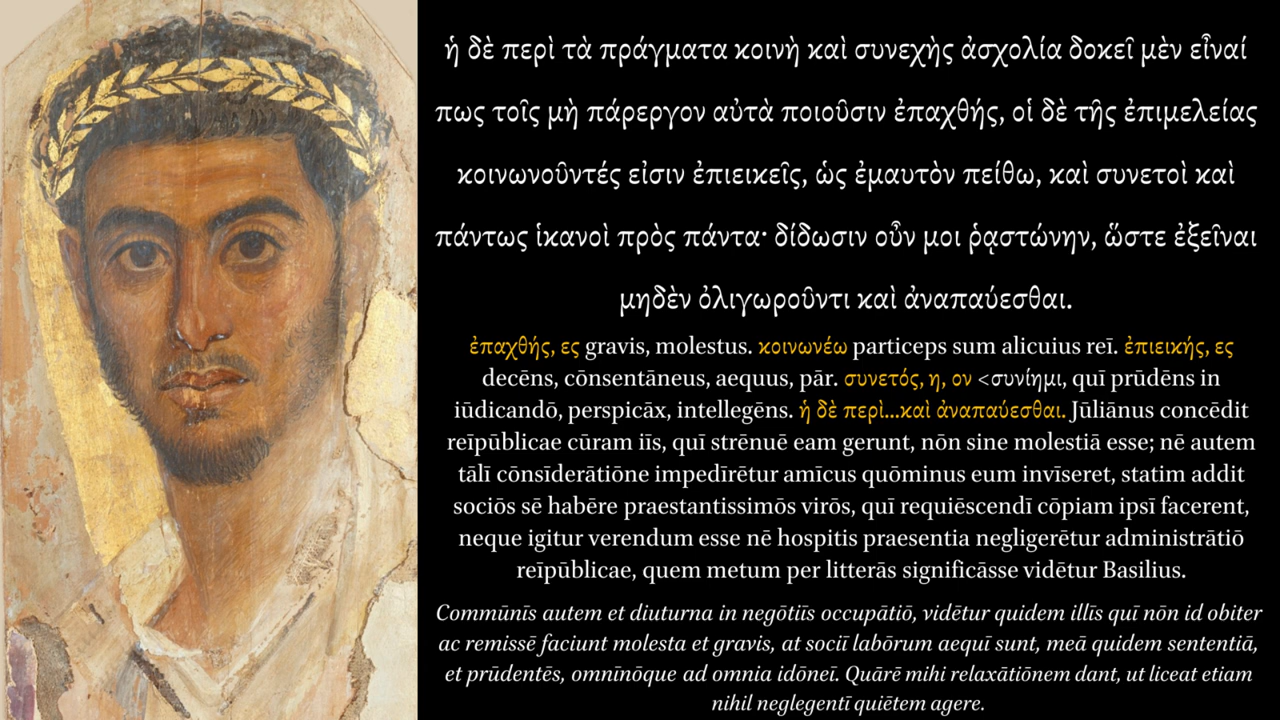 ἡ δὲ περὶ τὰ πράγματα κοινὴ καὶ συνεχὴς ἀσχολία δοκεῖ μὲν εἶναί
πως τοῖς μὴ πάρεργον αὐτὰ ποιοῦσιν ἐπαχθής, οἱ δὲ τῆς ἐπιμελείας
κοινωνοῦντές εἰσιν ἐπιεικεῖς, ὡς ἐμαυτὸν πείθω, καὶ συνετοὶ καὶ
πάντως ἱκανοὶ πρὸς πάντα· δίδωσιν οὖν μοι ῥᾳστώνην, ὥστε ἐξεῖναι
μηδὲν ὀλιγωροῦντι καὶ ἀναπαύεσθαι.
ἐπαχθής, ες gravis, molestus. κοινωνέω particeps sum alicuius reī. ἐπιεικής, ες
decēns, cōnsentāneus, aequus, pār. συνετός, η, ον <συνίημι, quī prūdēns in
iūdicandō, perspicāx, intellegēns. ἡ δὲ περὶ...καὶ ἀναπαύεσθαι. Jūliānus concēdit
reīpūblicae cūram iīs, quī strēnuē eam gerunt, nōn sine molestiā esse; nē autem
tālī cōnsīderātiōne impedīrētur amīcus quōminus eum invīseret, statim addit
sociōs sē habēre praestantissimōs virōs, quī requiēscendī cōpiam ipsī facerent,
neque igitur verendum esse nē hospitis praesentia negligerētur administrātiō
reīpūblicae, quem metum per litterās significāsse vidētur Basilius.
Commūnīs autem et diuturna in negōtiīs occupātiō, vidētur quidem illīs quī nōn id obiter
ac remissē faciunt molesta et gravis, at sociī labōrum aequī sunt, meā quidem sententiā,
et prūdentēs, omnīnōque ad omnia idōneī. Quārē mihi relaxātiōnem dant, ut liceat etiam
nihil neglegentī quiētem agere.